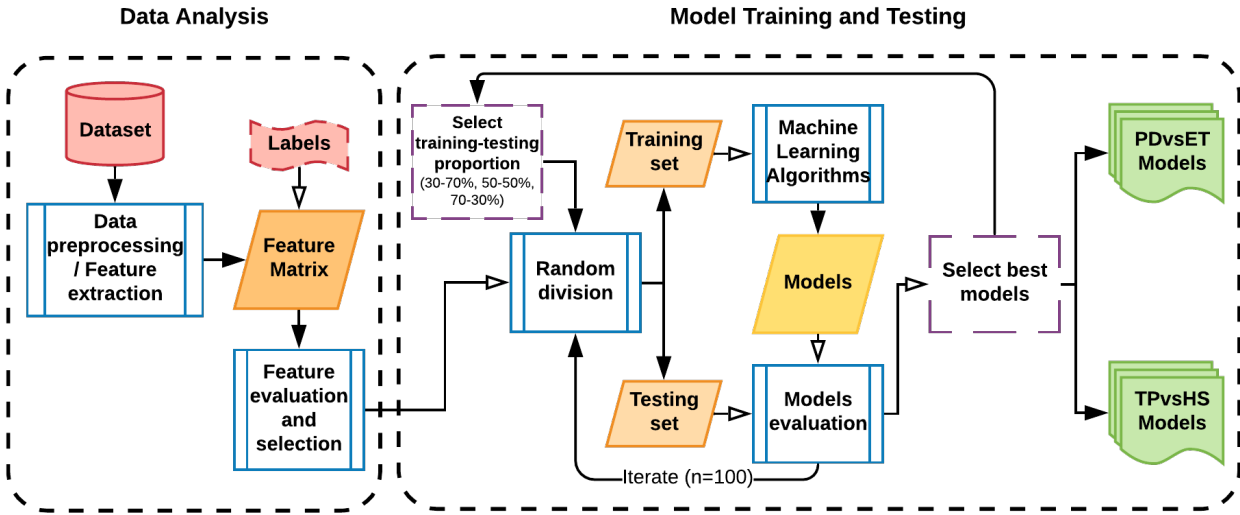 Data Analysis
Model Training and Testing
Dataset
Labels
Data
preprocessing
/ Feature
extraction
Feature
Matrix
Feature
evaluation
and
selection
Select
training-testing
proportion
(30-70%, 50-50%,
70-30%)
Random
division
Training
set
Testing
set
Machine
Learning
Algorithms
Models
Models
evaluation
Iterate (n=100)
Select best
models
PDvsET
Models
TPvsHS
Models